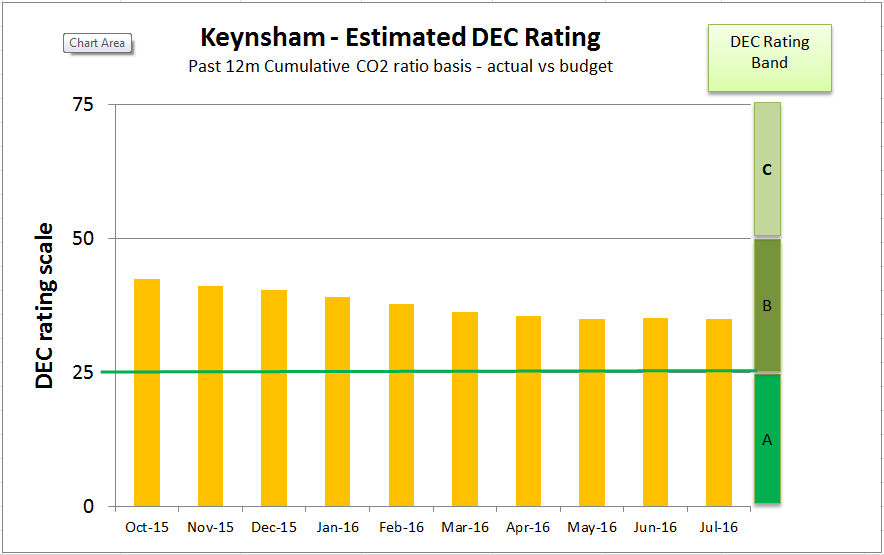 Keynsham - Estimated DEC Rating
Past 12m Cumulative CO2 ratio basis - actual vs budget
Chart Area
DEC Rating
Band
DEC rating scale
75
50
25
0
C
B
A
Oct-15 Nov-15 Dec-15 Jan-16 Feb-16 Mar-16 Apr-16 May-16 Jun-16 Jul-16